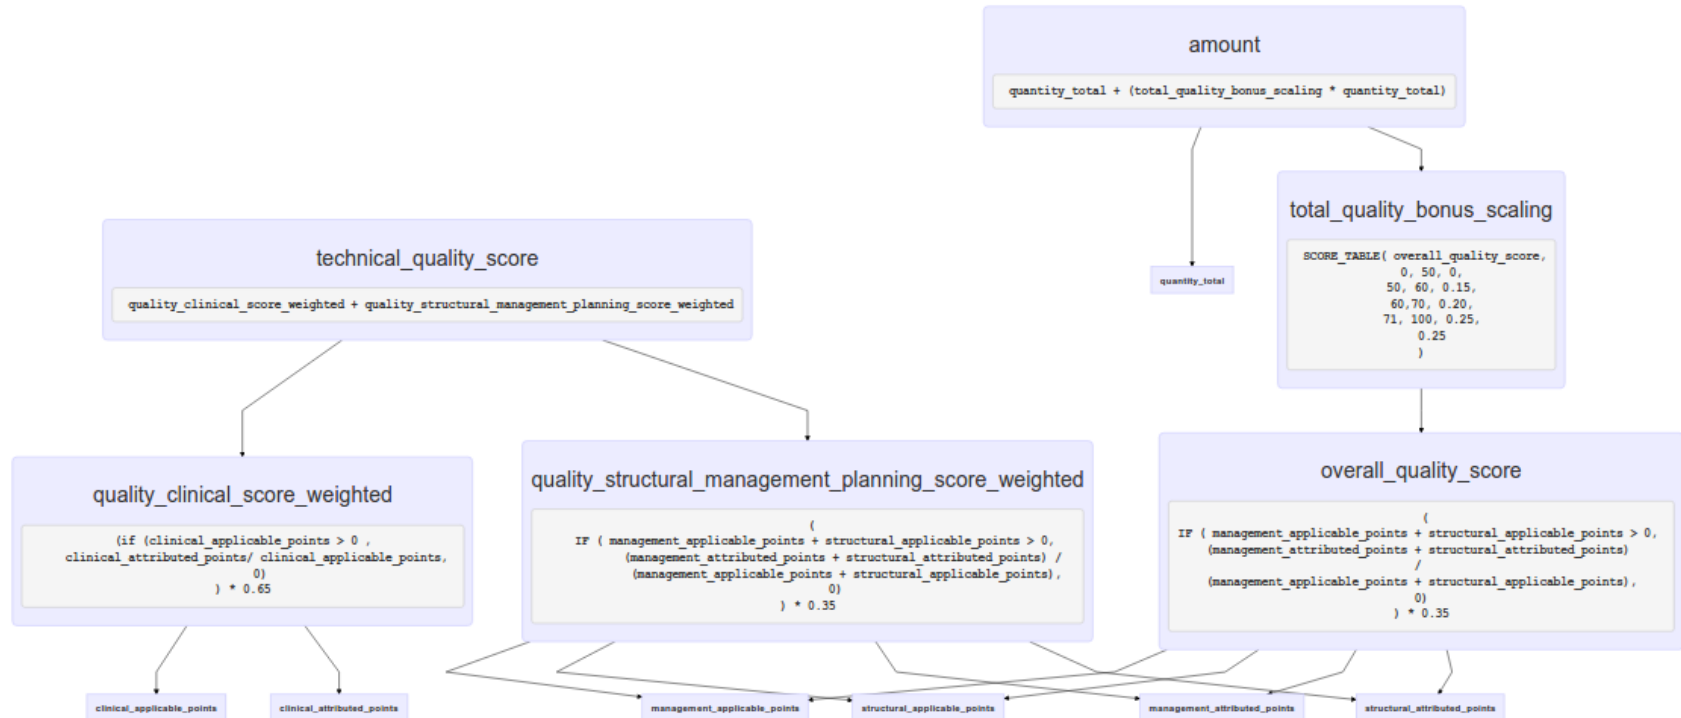 amount
quantity_total + (total_quality_bonus_scaling * quantity_total)
total_quality_bonus_scaling
SCORE_TABLE( overall_quality_score,
0, 50, 0,
50, 60, 0.15,
60,70, 0.20,
71, 100, 0.25,
0.25
)
quantity_total
technical_quality_score
quality_clinical_score_weighted + quality_structural_management_planning_score_weighted
quality_clinical_score_weighted
(if (clinical_applicable_points > 0 ,
clinical_attributed_points/ clinical_applicable_points,
0)
) * 0.65
quality_structural_management_planning_score_weighted
(
IF ( management_applicable_points + structural_applicable_points > 0,
(management_attributed_points + structural_attributed_points) /
(management_applicable_points + structural_applicable_points),
0)
) * 0.35
overall_quality_score
(
IF ( management_applicable_points + structural_applicable_points > 0,
(management_attributed_points + structural_attributed_points)
/
(management_applicable_points + structural_applicable_points),
0)
) * 0.35
clinical_applicable_points
clinical_attributed_points
management_applicable_points
structural_applicable_points
management_attributed_points
structural_attributed_points